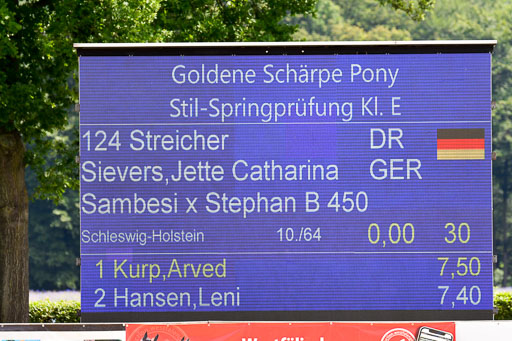 Goldene Schärpe Pony
Stil-Springprüfung Kl. E
124 Streicher DR
Sievers,Jette Catharina GER
Sambesi x Stephan B 450
Schleswig-Holstein 10./64 0,00 30
1 Kurp,Arved 7,50
2 Hansen,Leni 7,40